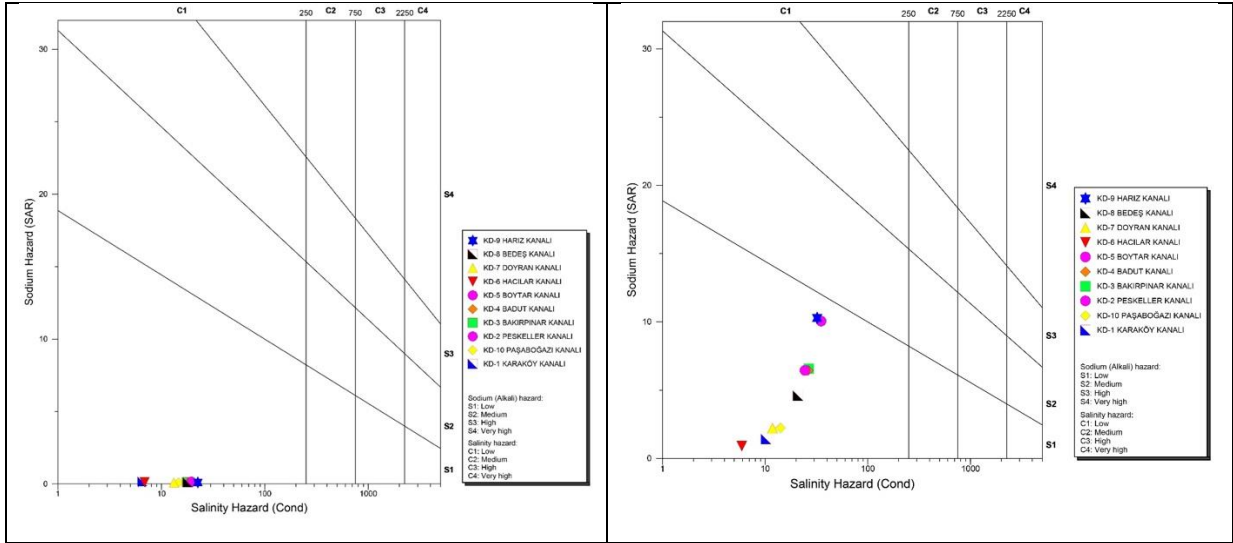 C1 250 C2 750 C3 2250 C4
30
20
10
0
Sodium Hazard (SAR)
S4
S3
S2
S1
1 10 100 1000
Salinity Hazard (Cond)
KD-9 HARIZ KANALI
KD-8 BEDEŞ KANALI
KD-7 DOYRAN KANALI
KD-6 HACILAR KANALI
KD-5 BOYTAR KANALI
KD-4 BADUT KANALI
KD-3 BAKIRPINAR KANALI
KD-2 PESKELLER KANALI
KD-10 PAŞABOĞAZI KANALI
KD-1 KARAKÖY KANALI
Sodium (Alkali) hazard:
S1: Low
S2: Medium
S3: High
S4: Very high
Salinity hazard:
C1: Low
C2: Medium
C3: High
C4: Very high
C1 250 C2 750 C3 2250 C4
30
20
10
0
Sodium Hazard (SAR)
S4
S3
S2
S1
1 10 100 1000
Salinity Hazard (Cond)
KD-9 HARIZ KANALI
KD-8 BEDEŞ KANALI
KD-7 DOYRAN KANALI
KD-6 HACILAR KANALI
KD-5 BOYTAR KANALI
KD-4 BADUT KANALI
KD-3 BAKIRPINAR KANALI
KD-2 PESKELLER KANALI
KD-10 PAŞABOĞAZI KANALI
KD-1 KARAKÖY KANALI
Sodium (Alkali) hazard:
S1: Low
S2: Medium
S3: High
S4: Very high
Salinity hazard:
C1: Low
C2: Medium
C3: High
C4: Very high